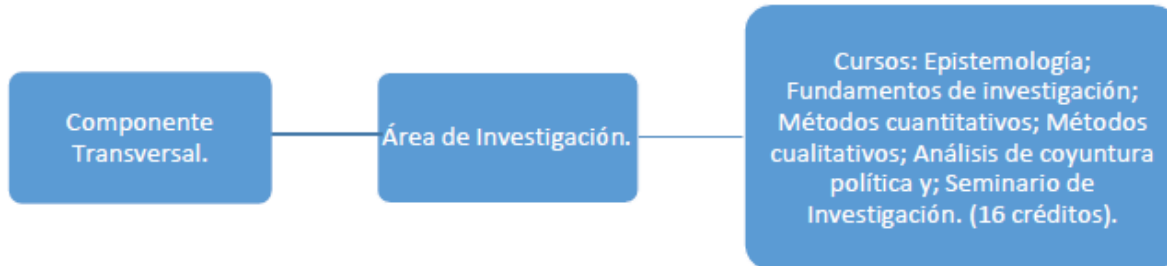 Componente
Transversal.
Área de Investigación.
Cursos: Epistemología;
Fundamentos de investigación;
Métodos cuantitativos; Métodos
cualitativos; Análisis de coyuntura
política y; Seminario de
Investigación. (16 créditos).